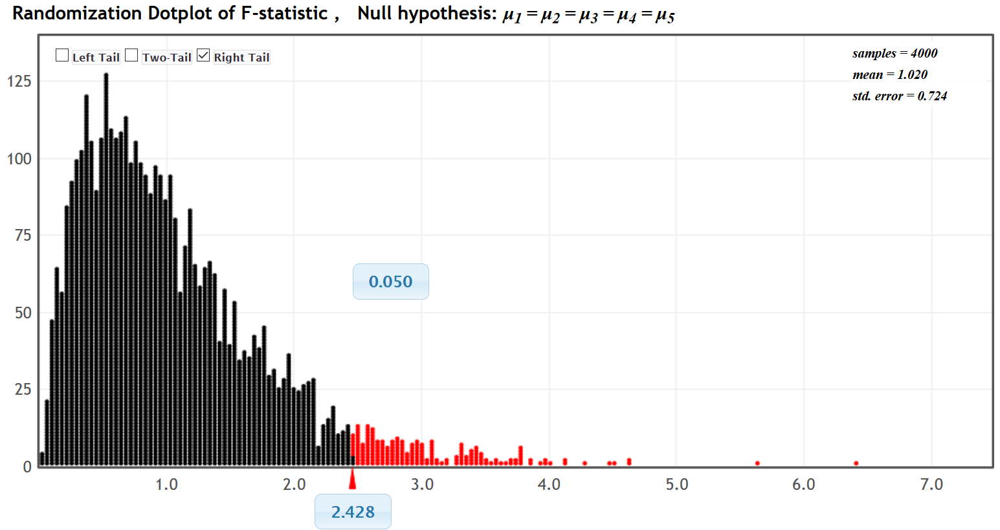 Randomization Dotplot of F-statistic ,   Null hypothesis: μ1 = μ2 = μ3 = μ4 = μ5
Left Tail Two-Tail Right Tail
samples = 4000
mean = 1.020
std. error = 0.724
125
100
75
50
25
0
0.050
1.0 2.0 3.0 4.0 5.0 6.0 7.0
2.428